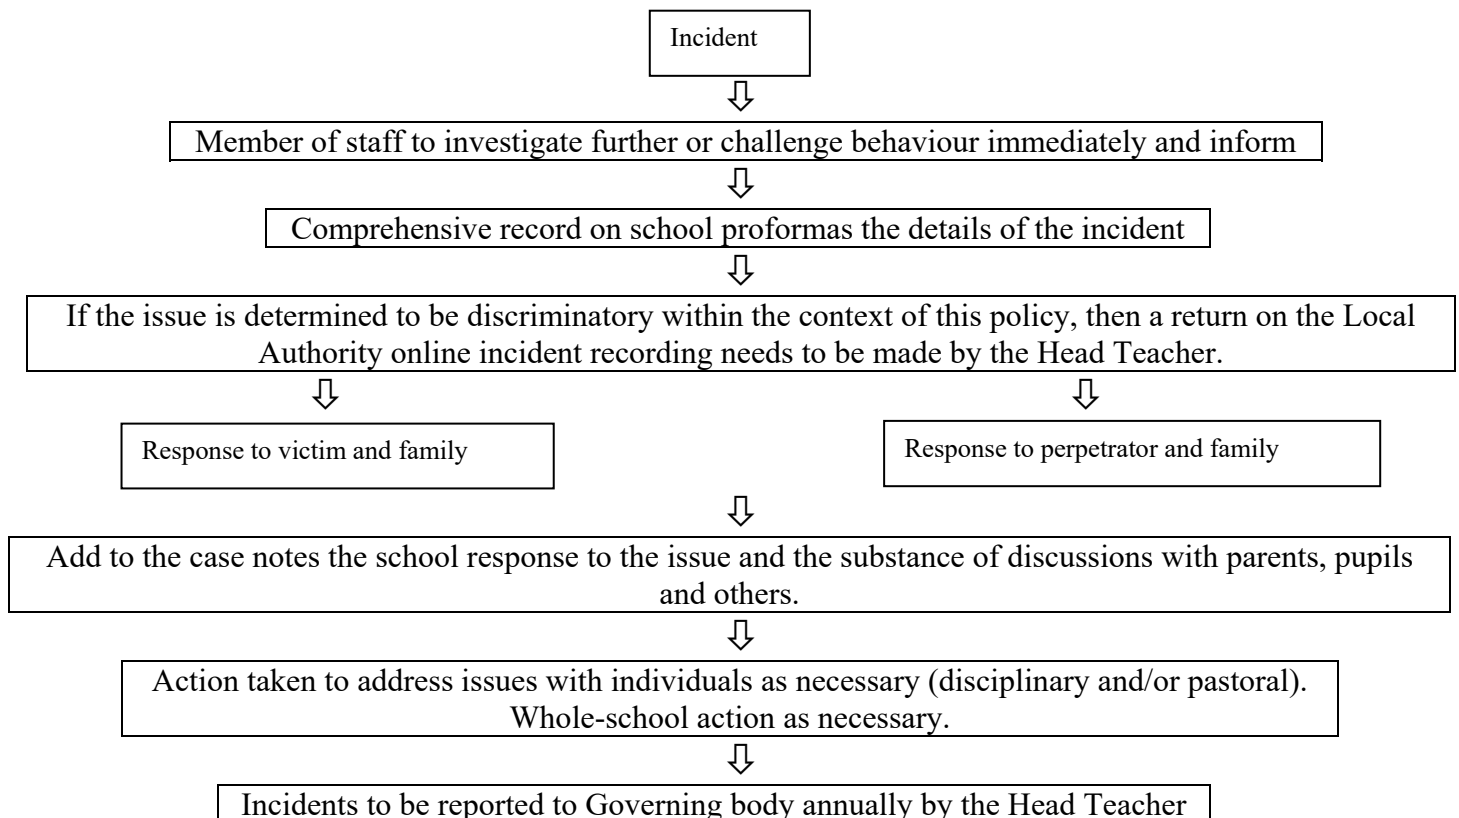 Incident
Member of staff to investigate further or challenge behaviour immediately and inform
Comprehensive record on school proformas the details of the incident
If the issue is determined to be discriminatory within the context of this policy, then a return on the Local
Authority online incident recording needs to be made by the Head Teacher.
Response to victim and family
Response to perpetrator and family
Add to the case notes the school response to the issue and the substance of discussions with parents, pupils
and others.
Action taken to address issues with individuals as necessary (disciplinary and/or pastoral).
Whole-school action as necessary.
Incidents to be reported to Governing body annually by the Head Teacher